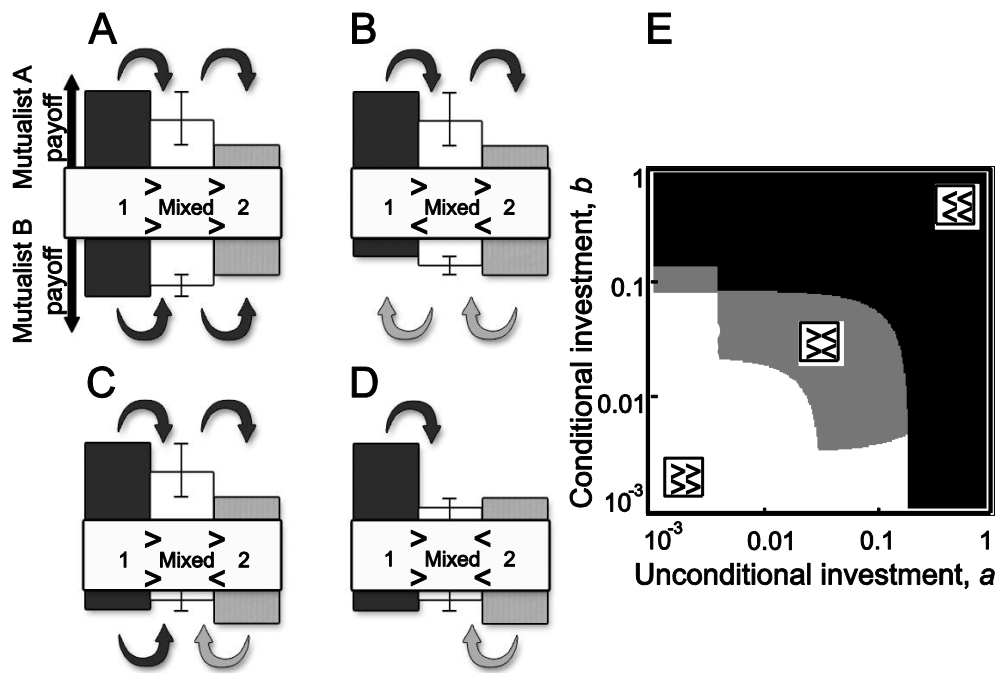 A
B
E
Mutualist A
payoff
Mutualist B
payoff
> >
1 Mixed 2
> >
> >
1 Mixed 2
< <
C
D
> >
1 Mixed 2
> <
> <
1 Mixed 2
> <
Conditional investment, b
1
0.1
0.01
10-3
<<
<<
><
><
>>
>>
10-3
0.01
0.1
1
Unconditional investment, a